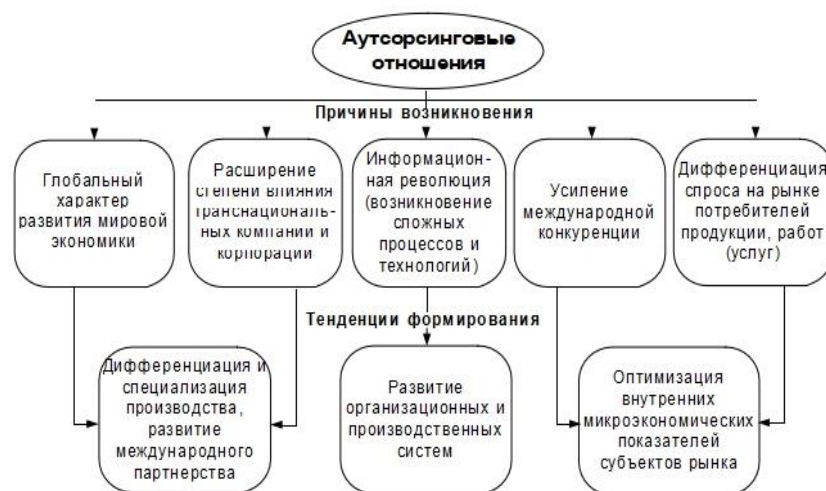 Аутсорсинговые
отношения
Причины возникновения
Глобальный
характер
развития мировой
экономики
Расширение
степени влияния
транснациональ-
ных компаний и
корпораций
Информацион-
ная революция
(возникновение
сложных
процессов и
технологий)
Усиление
международной
конкуренции
Дифференциация
спроса на рынке
потребителей
продукции, работ
(услуг)
Тенденции формирования
Дифференциация и
специализация
производства,
развитие
международного
партнерства
Развитие
организационных и
производственных
систем
Оптимизация
внутренних
микроэкономических
показателей
субъектов рынка